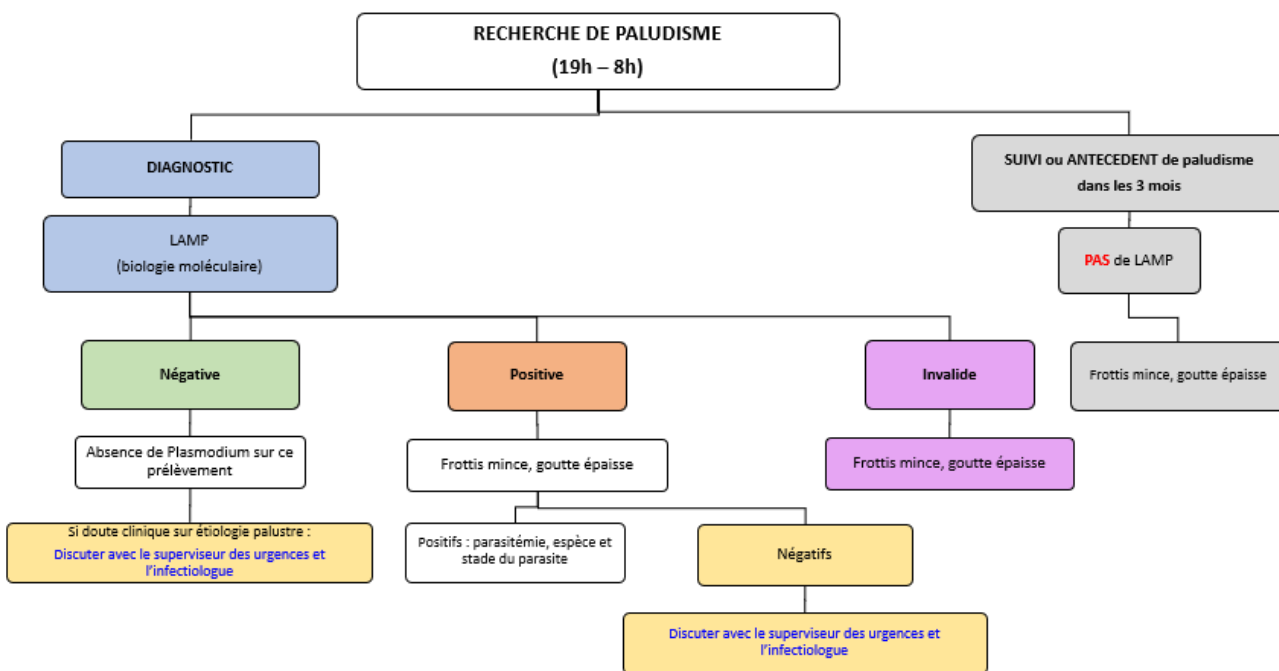 RECHERCHE DE PALUDISME
(19h – 8h)
DIAGNOSTIC
SUIVI ou ANTECEDENT de paludisme
dans les 3 mois
LAMP
(biologie moléculaire)
PAS de LAMP
Négative
Positive
Invalide
Frottis mince, goutte épaisse
Absence de Plasmodium sur ce
prélèvement
Frottis mince, goutte épaisse
Frottis mince, goutte épaisse
Si doute clinique sur étiologie palustre :
Discuter avec le superviseur des urgences et
l'infectiologue
Positifs : parasitémie, espèce et
stade du parasite
Négatifs
Discuter avec le superviseur des urgences et
l'infectiologue